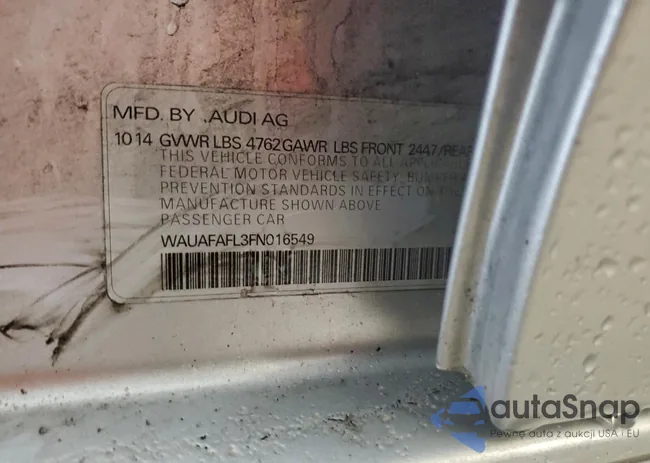 MFD. BY AUDI AG
10 14 GVWR LBS 4762 GAWR LBS FRONT 2447/REAR
THIS VEHICLE CONFORMS TO ALL
FEDERAL MOTOR VEHICLE SAFETY, BUMPER
PREVENTION STANDARDS IN EFFECT ON THE
MANUFACTURE SHOWN ABOVE
PASSENGER CAR
WAUAFAFL3FN016549
autaSnap
Pewne auta z aukcji USA i EU